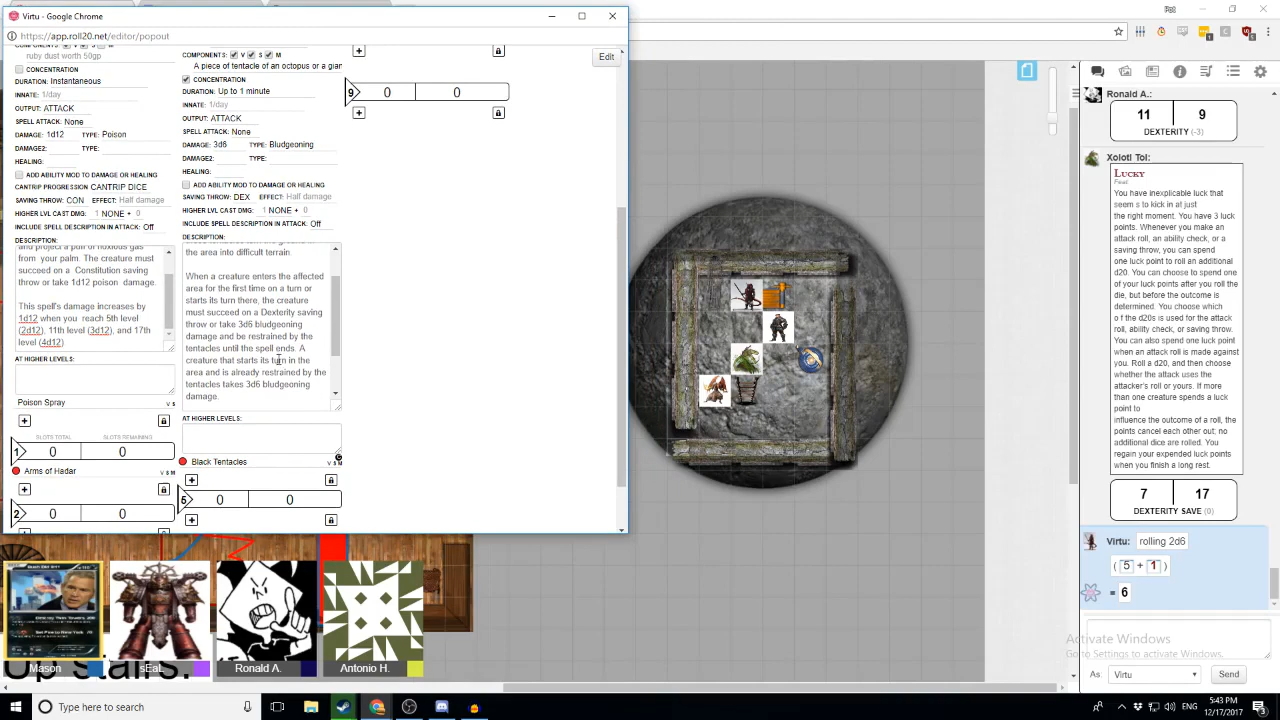 Virtu - Google Chrome
https://app.roll20.net/editor/popout
Edit
ruby dust worth 50gp
CONCENTRATION
DURATION: Instantaneous
INNATE: 1/day
OUTPUT: ATTACK
SPELL ATTACK: None
DAMAGE: 1d12 TYPE: Poison
DAMAGE2: TYPE:
HEALING:
ADD ABILITY MOD TO DAMAGE OR HEALING
CANTRIP PROGRESSION CANTRIP DICE
SAVING THROW: CON EFFECT: Half damage
HIGHER LVL CAST DMG: 1 NONE + 0
INCLUDE SPELL DESCRIPTION IN ATTACK: Off
DESCRIPTION:
and project a puff of noxious gas
from your palm. The creature must
succeed on a Constitution saving
throw or take 1d12 poison damage.
This spell's damage increases by
1d12 when you reach 5th level
(2d12), 11th level (3d12), and 17th
level (4d12)
AT HIGHER LEVELS:
Poison Spray V S
SLOTS TOTAL SLOTS REMAINING
1 0 0
Arms of Hadar V S M
2 0 0
COMPONENTS: V S M
A piece of tentacle of an octopus or a gian
CONCENTRATION
DURATION: Up to 1 minute
INNATE: 1/day
OUTPUT: ATTACK
SPELL ATTACK: None
DAMAGE: 3d6 TYPE: Bludgeoning
DAMAGE2: TYPE:
HEALING:
ADD ABILITY MOD TO DAMAGE OR HEALING
SAVING THROW: DEX EFFECT: Half damage
HIGHER LVL CAST DMG: 1 NONE + 0
INCLUDE SPELL DESCRIPTION IN ATTACK: Off
DESCRIPTION:
these tentacles turn the ground in
the area into difficult terrain.
When a creature enters the affected
area for the first time on a turn or
starts its turn there, the creature
must succeed on a Dexterity saving
throw or take 3d6 bludgeoning
damage and be restrained by the
tentacles until the spell ends. A
creature that starts its turn in the
area and is already restrained by the
tentacles takes 3d6 bludgeoning
damage.
AT HIGHER LEVELS:
Black Tentacles V S M
5 0 0
9 0 0
Ronald A.:
11 9
DEXTERITY (-3)
Xolotl Tol:
LUCKY
Feat
You have inexplicable luck that
seem s to kick in at just
the right moment. You have 3 luck
points. Whenever you make an
attack roll, an ability check, or a
saving throw, you can spend
one luck point to roll an additional
d20. You can choose to spend one
of your luck points after you roll the
die, but before the outcome is
determined. You choose which
o f the d20s is used for the attack
roll, ability check, or saving throw.
You can also spend one luck point
when an attack roll is made against
you. Roll a d20, and then choose
whether the attack uses the
attacker's roll or yours. If more
than one creature spends a luck
point to
influence the outcome of a roll, the
points cancel each other out; no
additional dice are rolled. You
regain your expended luck points
when you finish a long rest.
7 17
DEXTERITY SAVE (0)
Virtu: rolling 2d6
( 5 + 1 )
= 6
Activate Windows
Go to Settings to activate Windows.
As: Virtu Send
Mason sEaL Ronald A. Antonio H.
Up stairs.
Type here to search
5:43 PM
12/17/2017